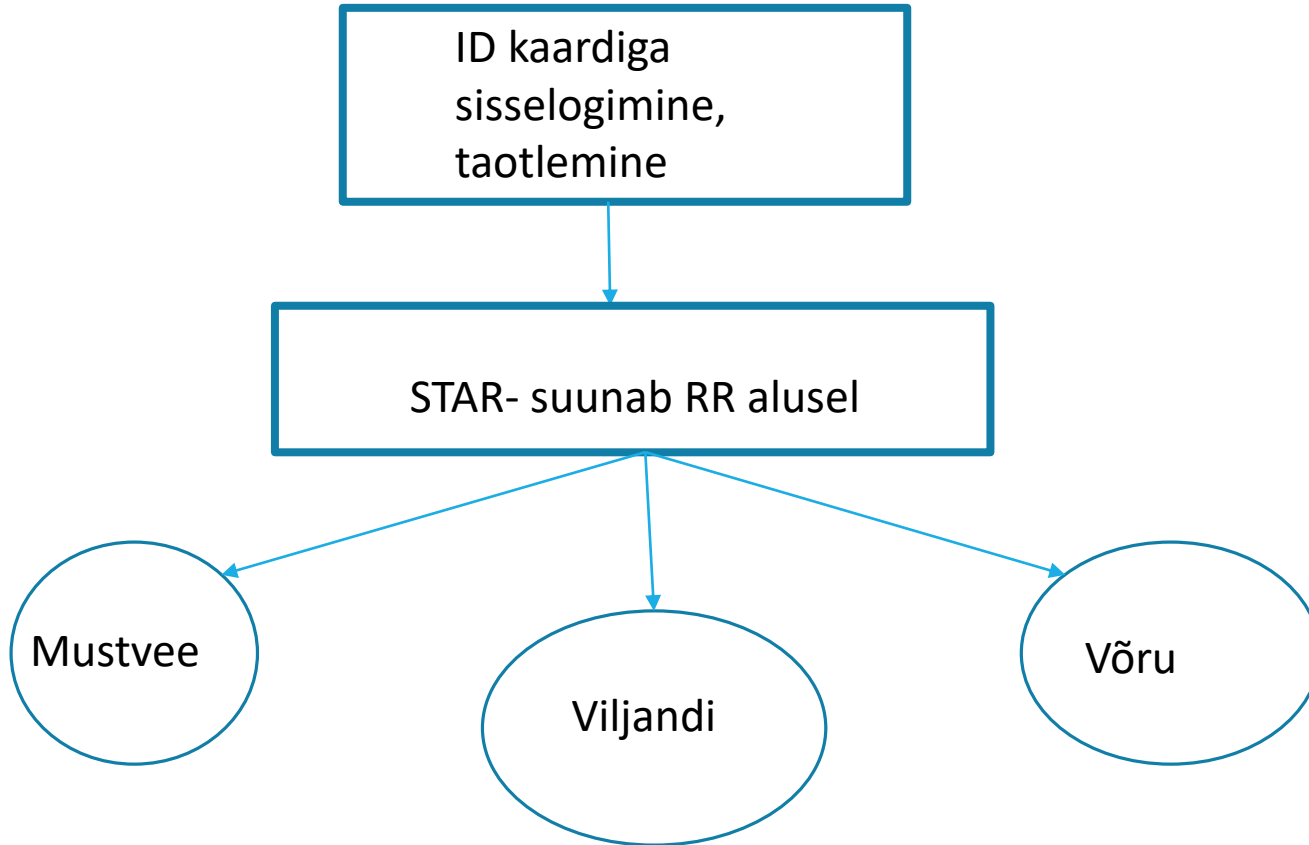 ID kaardiga
sisselogimine,
taotlemine
STAR- suunab RR alusel
Mustvee
Viljandi
Võru